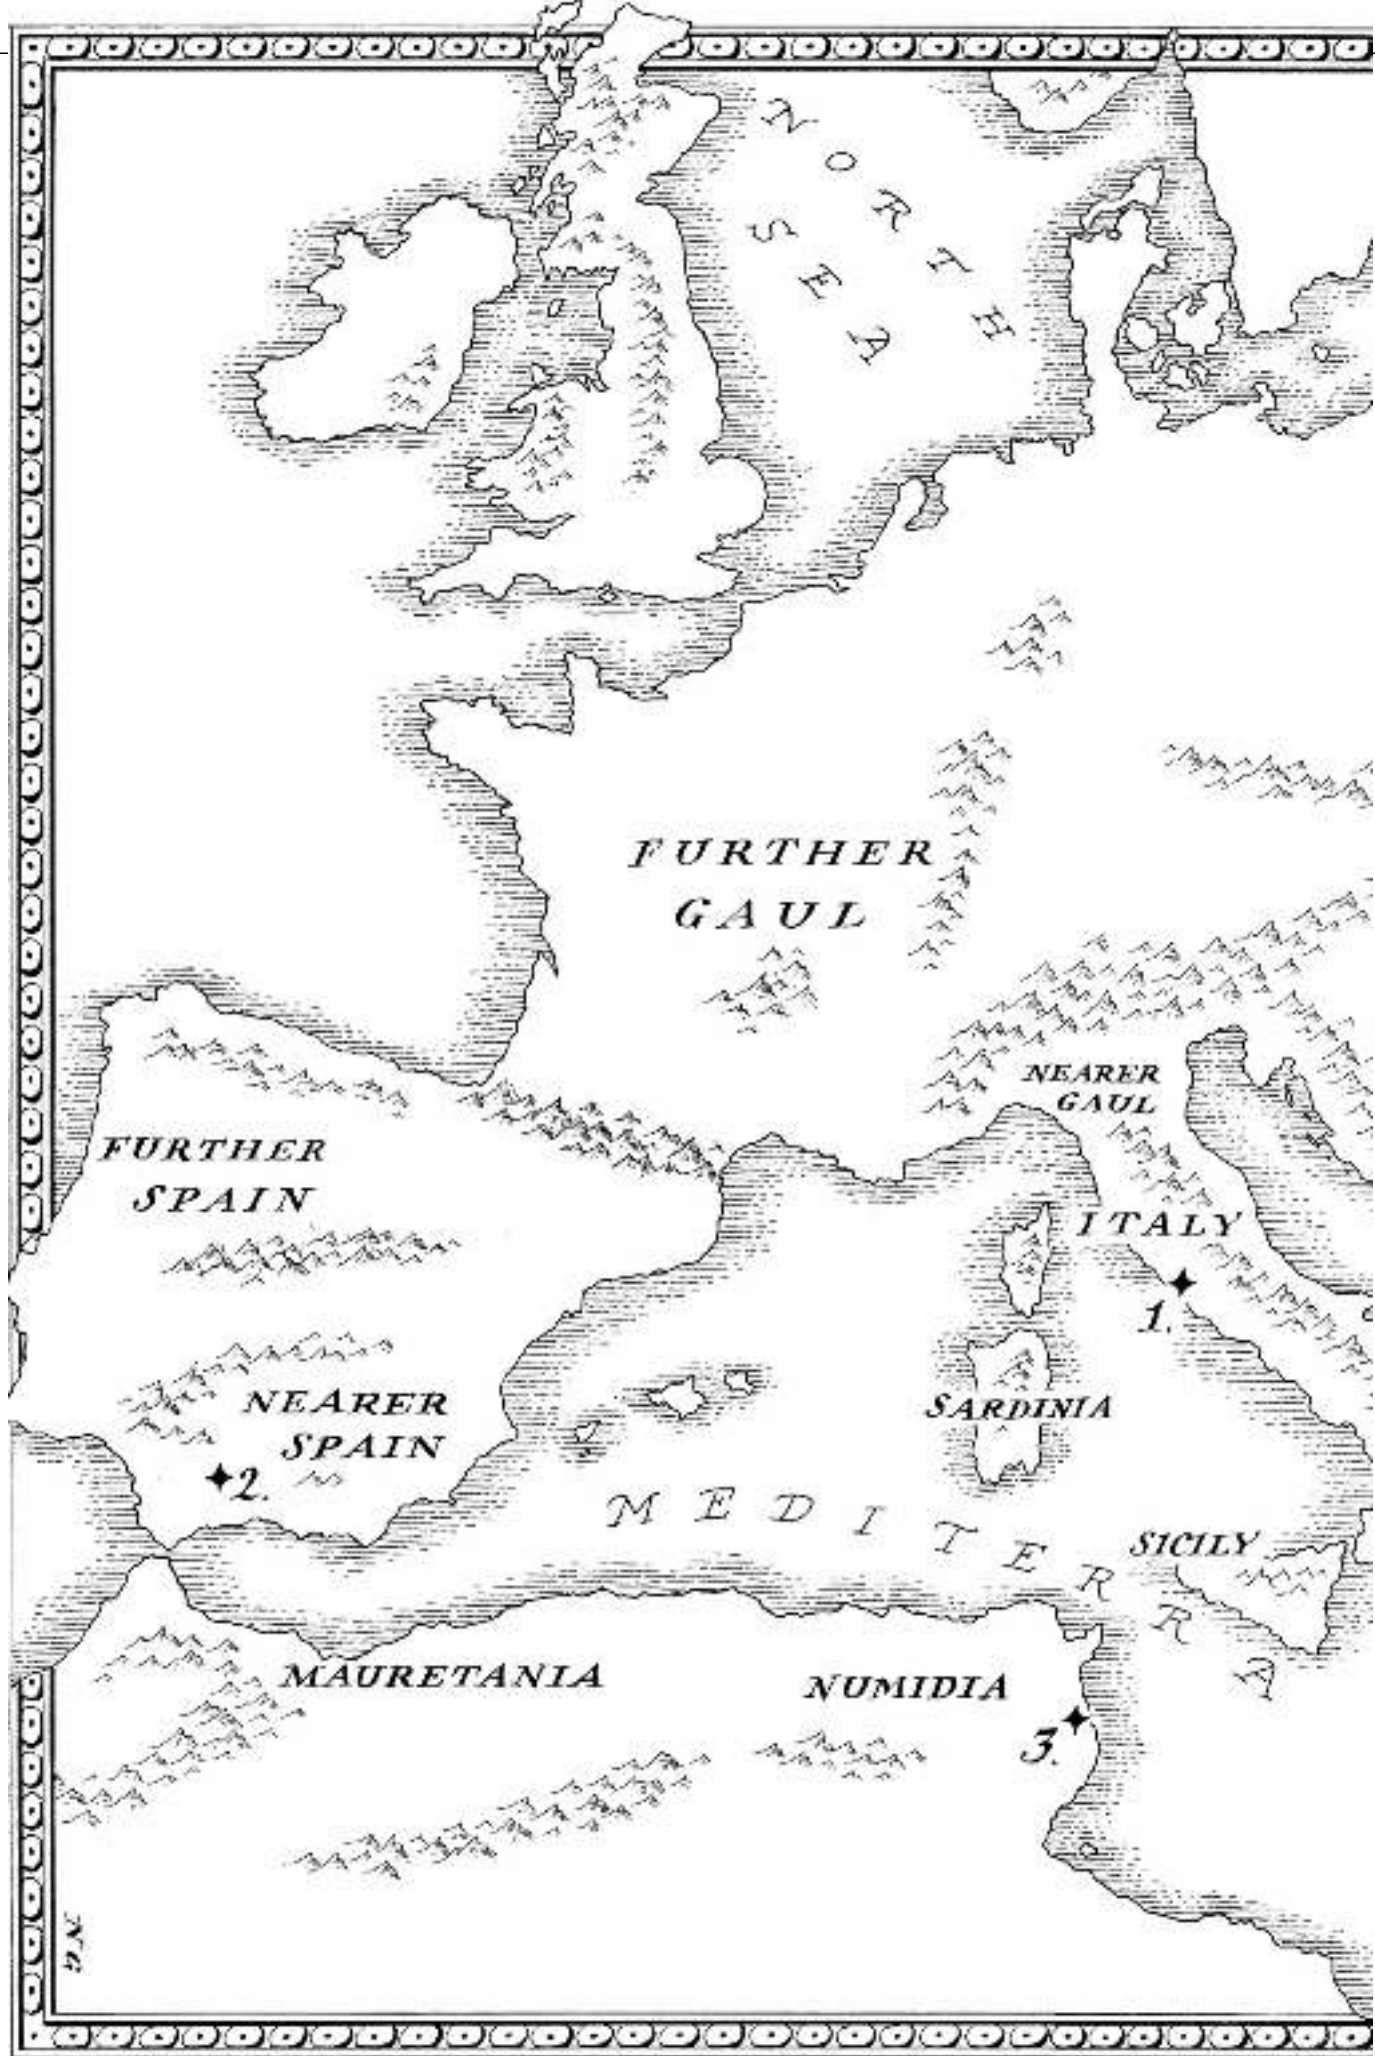 NORTH
SEA
FURTHER
GAUL
NEARER
GAUL
FURTHER
SPAIN
ITALY
1.
NEARER
SPAIN
2.
SARDINIA
MEDITERRA
SICILY
MAURETANIA
NUMIDIA
3.
NG